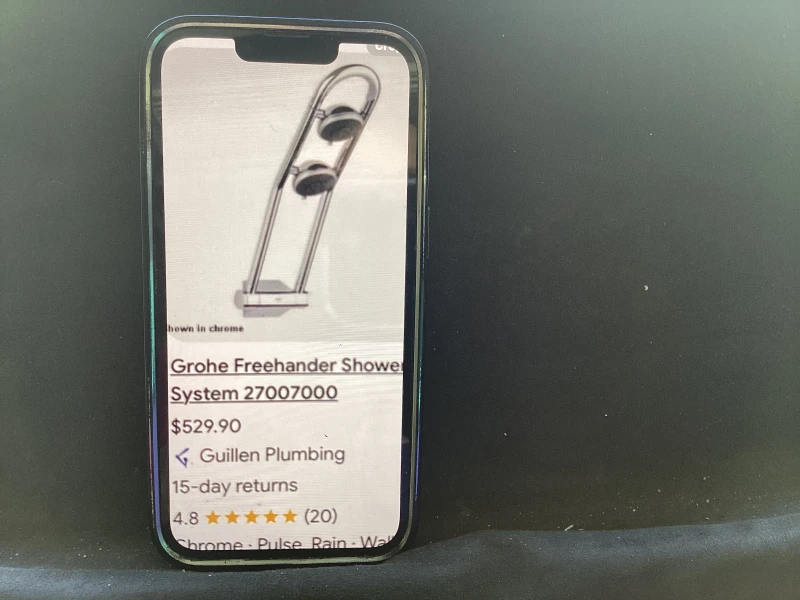 hown in chrome
Grohe Freehander Shower
System 27007000
$529.90
Guillen Plumbing
15-day returns
4.8 ★★★★★ (20)
Chrome · Pulse, Rain · Wal